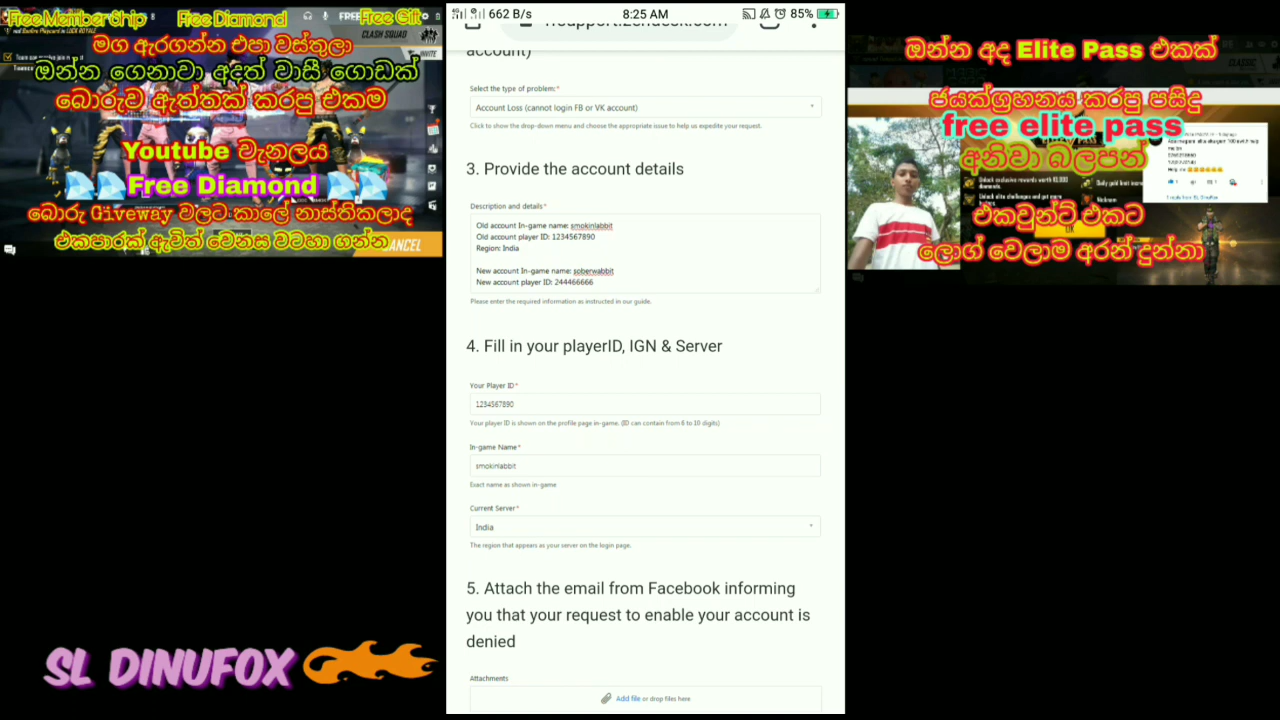 Free MemberShip
Free Diamond
Free Gift
මග ඇරගන්න එපා වස්තුලා
ඔන්න ගෙනාවා අදත් වාසී ගොඩක්
බොරුව ඇත්තක් කරපු එකම
Youtube චැනලය
Free Diamond
බොරු Giveway වලට කාලේ නාස්තිකලාද
එකපාරක් ඇවිත් වෙනස වටහා ගන්න
CLASH SQUAD
SL DINUFOX
662 B/s
8:25 AM
85%
account)
Select the type of problem:*
Account Loss (cannot login FB or VK account)
Click to show the drop-down menu and choose the appropriate issue to help us expedite your request.
3. Provide the account details
Description and details*
Old account In-game name: smokinlabbit
Old account player ID: 1234567890
Region: India
New account In-game name: soberwabbit
New account player ID: 244466666
Please enter the required information as instructed in our guide.
4. Fill in your playerID, IGN & Server
Your Player ID*
1234567890
Your player ID is shown on the profile page in-game. (ID can contain from 6 to 10 digits)
In-game Name*
smokinlabbit
Exact name as shown in-game
Current Server*
India
The region that appears as your server on the login page.
5. Attach the email from Facebook informing
you that your request to enable your account is
denied
Attachments
Add file or drop files here
ඔන්න අද Elite Pass එකක්
ජයග්‍රහනය කරපු පසිදු
free elite pass
අනිවා බලපන්
එකවුන්ට් එකට
ලොග් වෙලාම අරන් දුන්නා